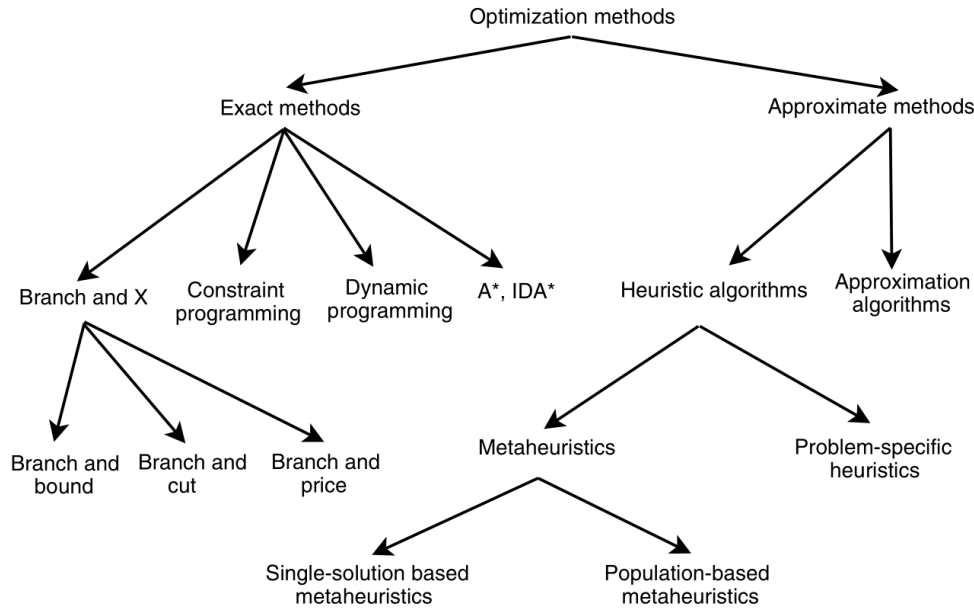 Optimization methods
Exact methods
Approximate methods
Branch and X
Constraint
programming
Dynamic
programming
A*, IDA*
Heuristic algorithms
Approximation
algorithms
Branch and
bound
Branch and
cut
Branch and
price
Metaheuristics
Problem-specific
heuristics
Single-solution based
metaheuristics
Population-based
metaheuristics